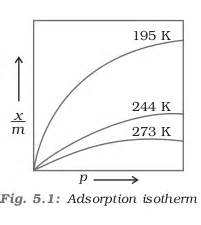 195 K
x
m
244 K
273 K
p
Fig. 5.1: Adsorption isotherm